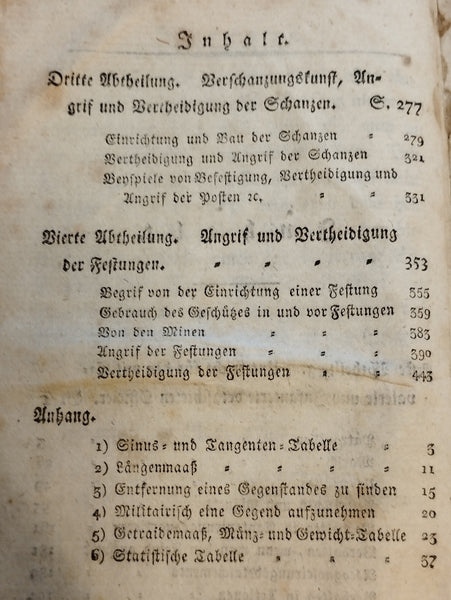 Inhalt.
Dritte Abtheilung. Verschanzungskunst, An-
grif und Vertheidigung der Schanzen. S. 277
Einrichtung und Bau der Schanzen = 279
Vertheidigung und Angrif der Schanzen 321
Beyspiele von Befestigung, Vertheidigung und
Angrif der Posten ꝛc. = = 331
Vierte Abtheilung. Angrif und Vertheidigung
der Festungen. = = = = 353
Begrif von der Einrichtung einer Festung 355
Gebrauch des Geschützes in und vor Festungen 359
Von den Minen = = = 383
Angrif der Festungen = = = 390
Vertheidigung der Festungen = = 443
Anhang.
1) Sinus- und Tangenten-Tabelle = 3
2) Längenmaaß = = = = 11
3) Entfernung eines Gegenstandes zu finden 15
4) Militairisch eine Gegend aufzunehmen 20
5) Getraidemaaß, Münz- und Gewicht-Tabelle 23
6) Statistische Tabelle = = = 37